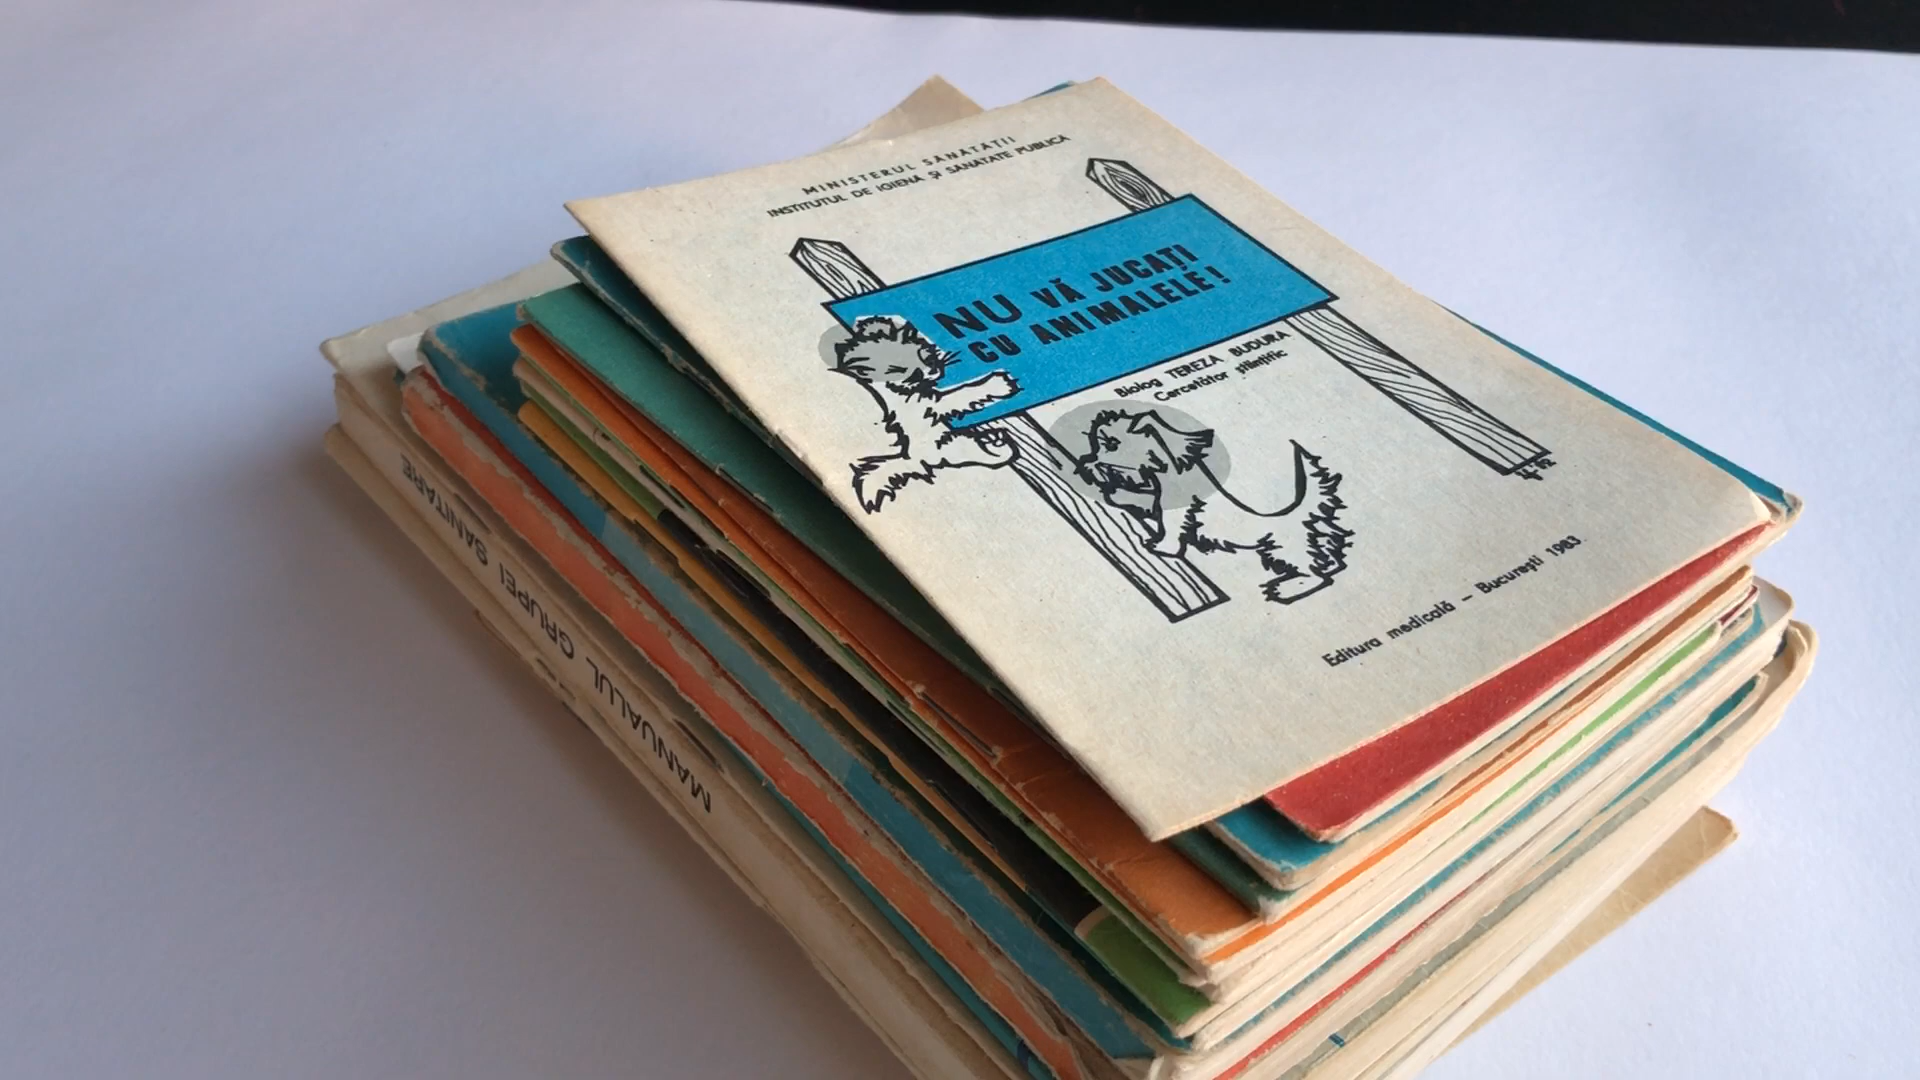 MINISTERUL SĂNĂTĂȚII
INSTITUTUL DE IGIENĂ ȘI SĂNĂTATE PUBLICĂ
NU VĂ JUCAȚI
CU ANIMALELE!
Biolog TEREZA BUDURA
Cercetător științific
Editura medicală — București 1983
MANUALUL GRUPEI SANITARE